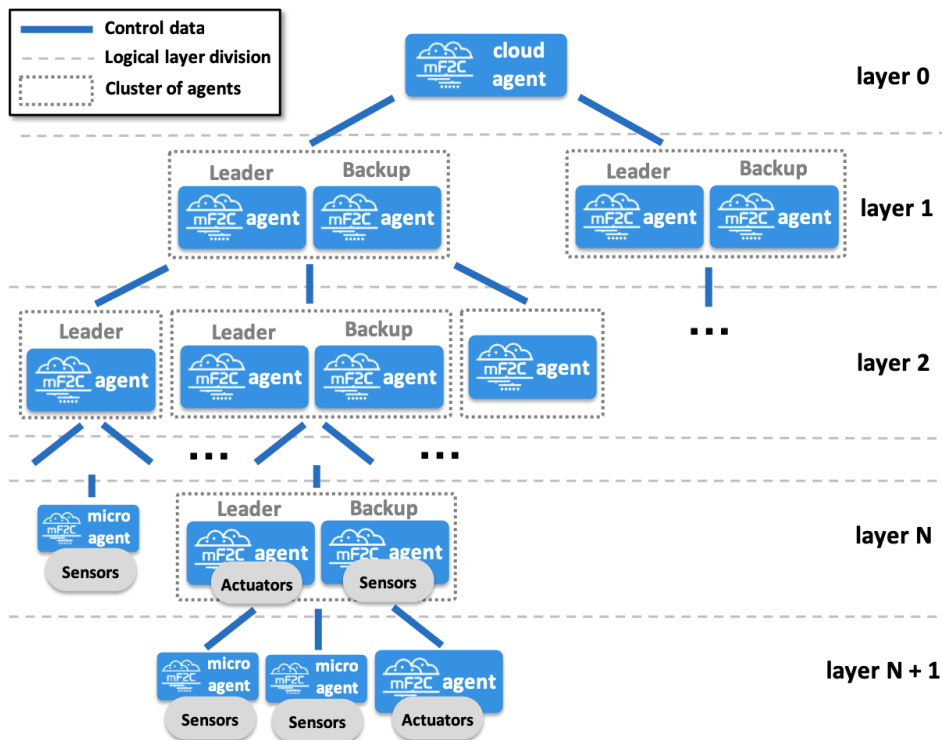 Control data
Logical layer division
Cluster of agents
mF2C cloud agent
layer 0
Leader Backup
mF2C agent mF2C agent
Leader Backup
mF2C agent mF2C agent
layer 1
...
Leader
mF2C agent
Leader Backup
mF2C agent mF2C agent
mF2C agent
layer 2
... ...
mF2C micro agent
Sensors
Leader Backup
mF2C agent mF2C agent
Actuators Sensors
layer N
mF2C micro agent mF2C micro agent mF2C agent
Sensors Sensors Actuators
layer N + 1